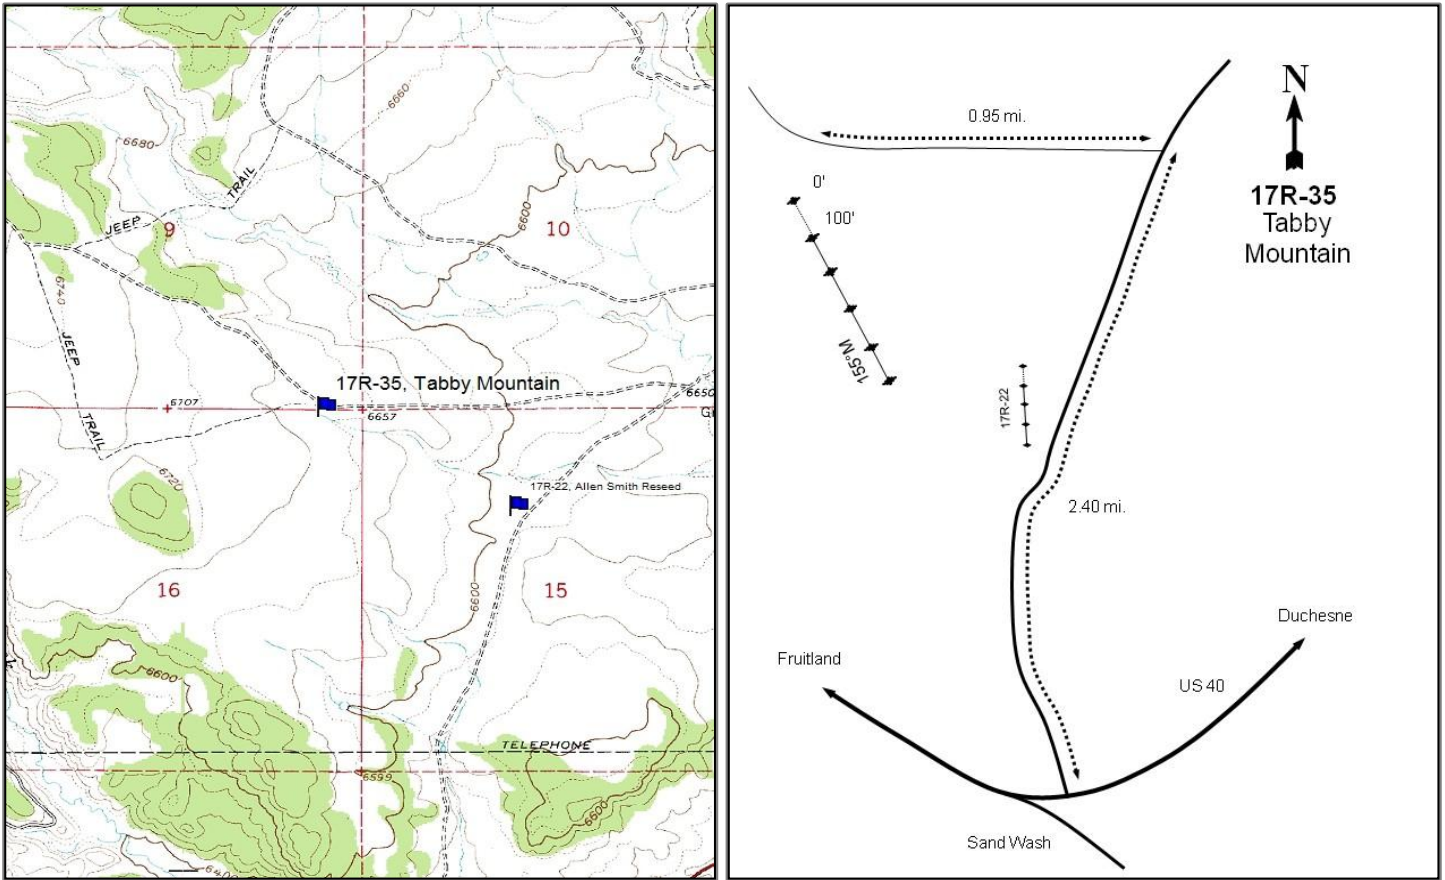 6660
6680
TRAIL
JEEP
9
6600
10
6740
JEEP
TRAIL
17R-35, Tabby Mountain
6707
6657
6650
6720
17R-22, Allen Smith Reseed
16
15
6600
6600
TELEPHONE
6599
6600
6400
0.95 mi.
N
17R-35
Tabby
Mountain
0'
100'
155°M
17R-22
2.40 mi.
Duchesne
Fruitland
US 40
Sand Wash